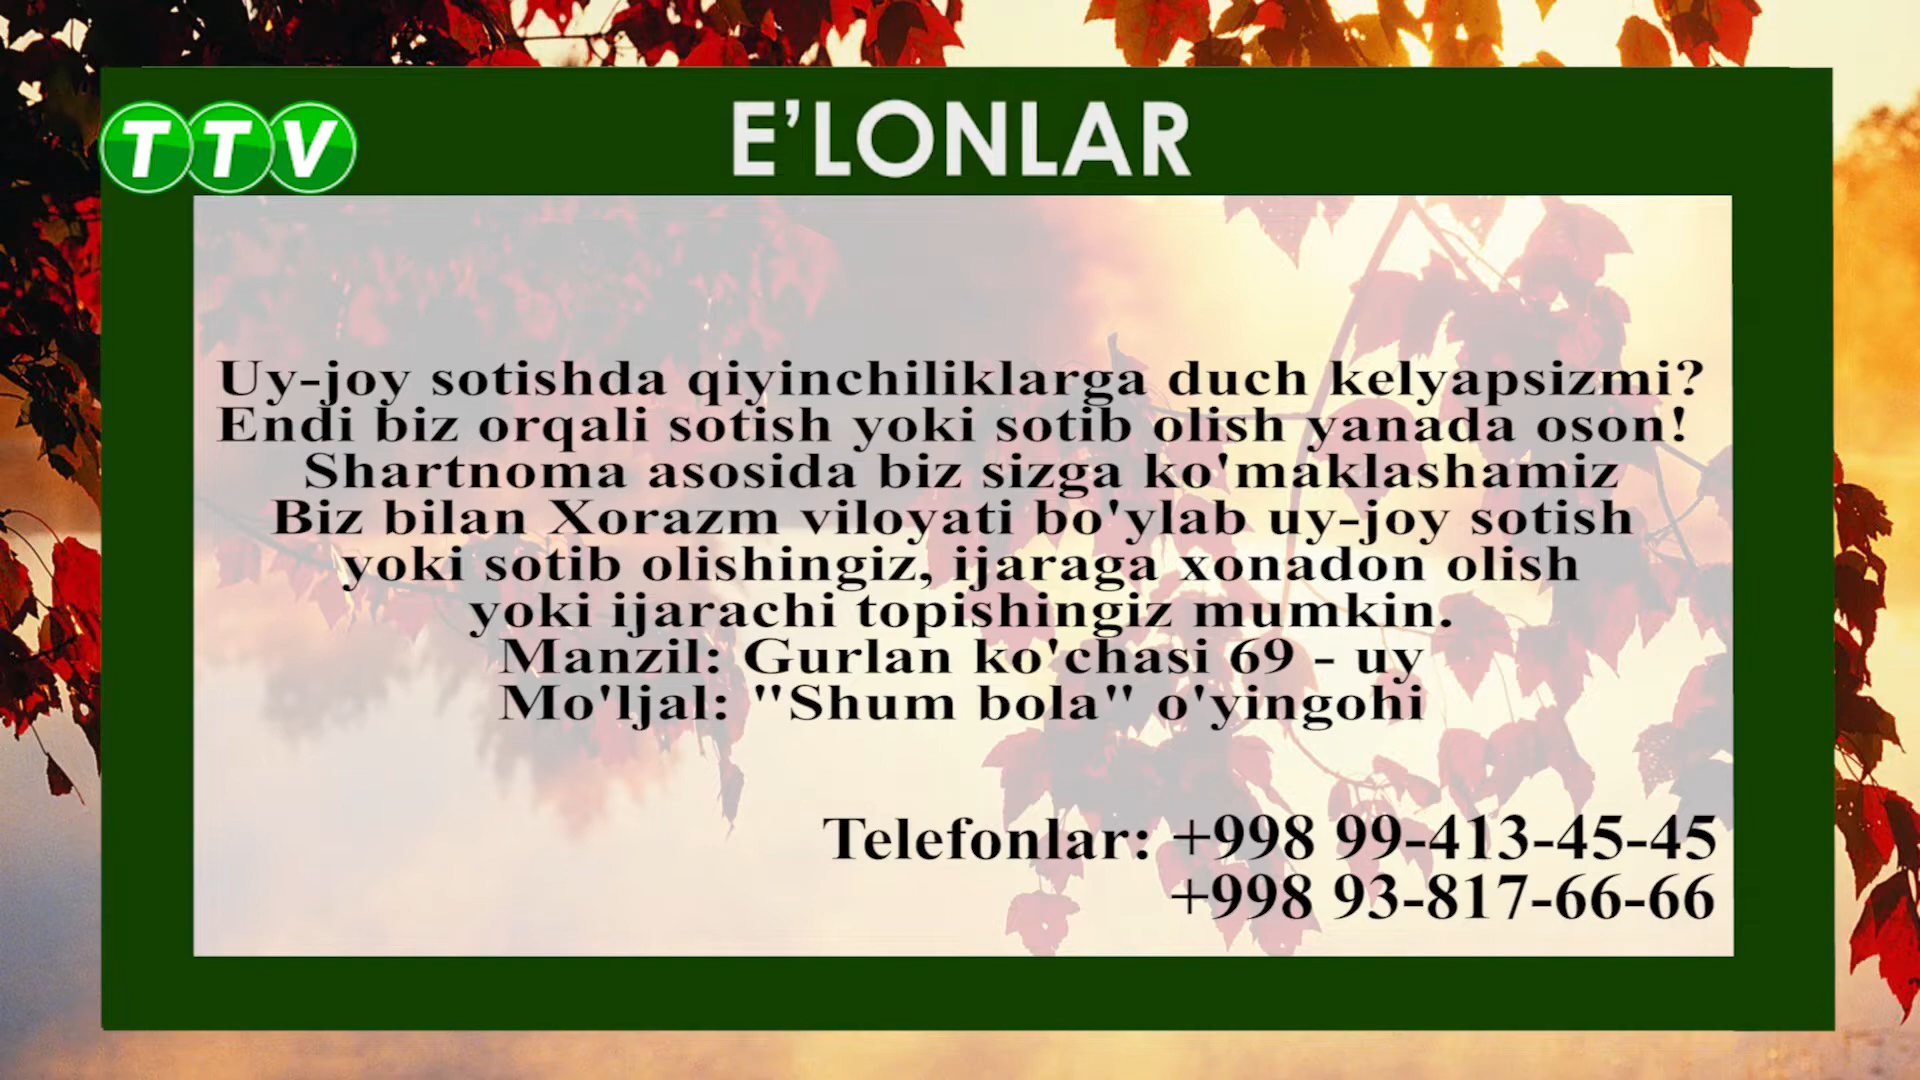 TTV
E’LONLAR
Uy-joy sotishda qiyinchiliklarga duch kelyapsizmi?
Endi biz orqali sotish yoki sotib olish yanada oson!
Shartnoma asosida biz sizga ko'maklashamiz
Biz bilan Xorazm viloyati bo'ylab uy-joy sotish
yoki sotib olishingiz, ijaraga xonadon olish
yoki ijarachi topishingiz mumkin.
Manzil: Gurlan ko'chasi 69 - uy
Mo'ljal: "Shum bola" o'yingohi
Telefonlar: +998 99-413-45-45
+998 93-817-66-66